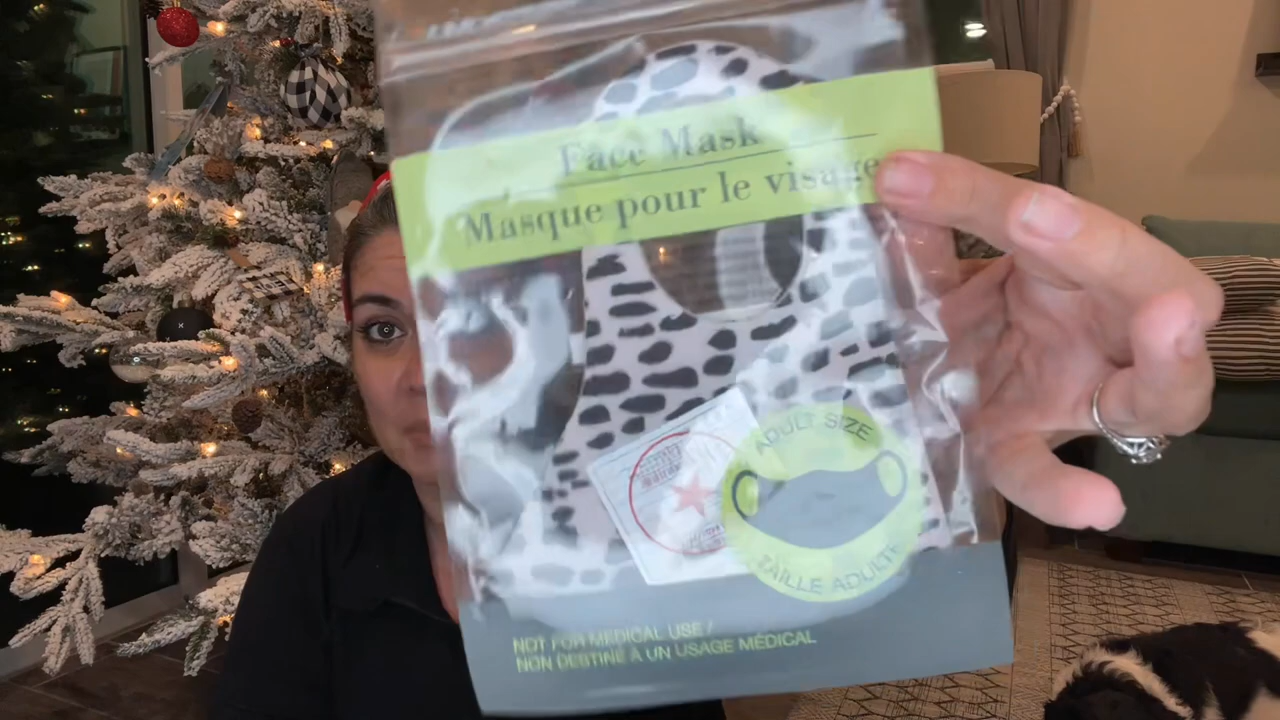 Face Mask
Masque pour le visage
ADULT SIZE
TAILLE ADULTE
NOT FOR MEDICAL USE /
NON DESTINÉ À UN USAGE MÉDICAL